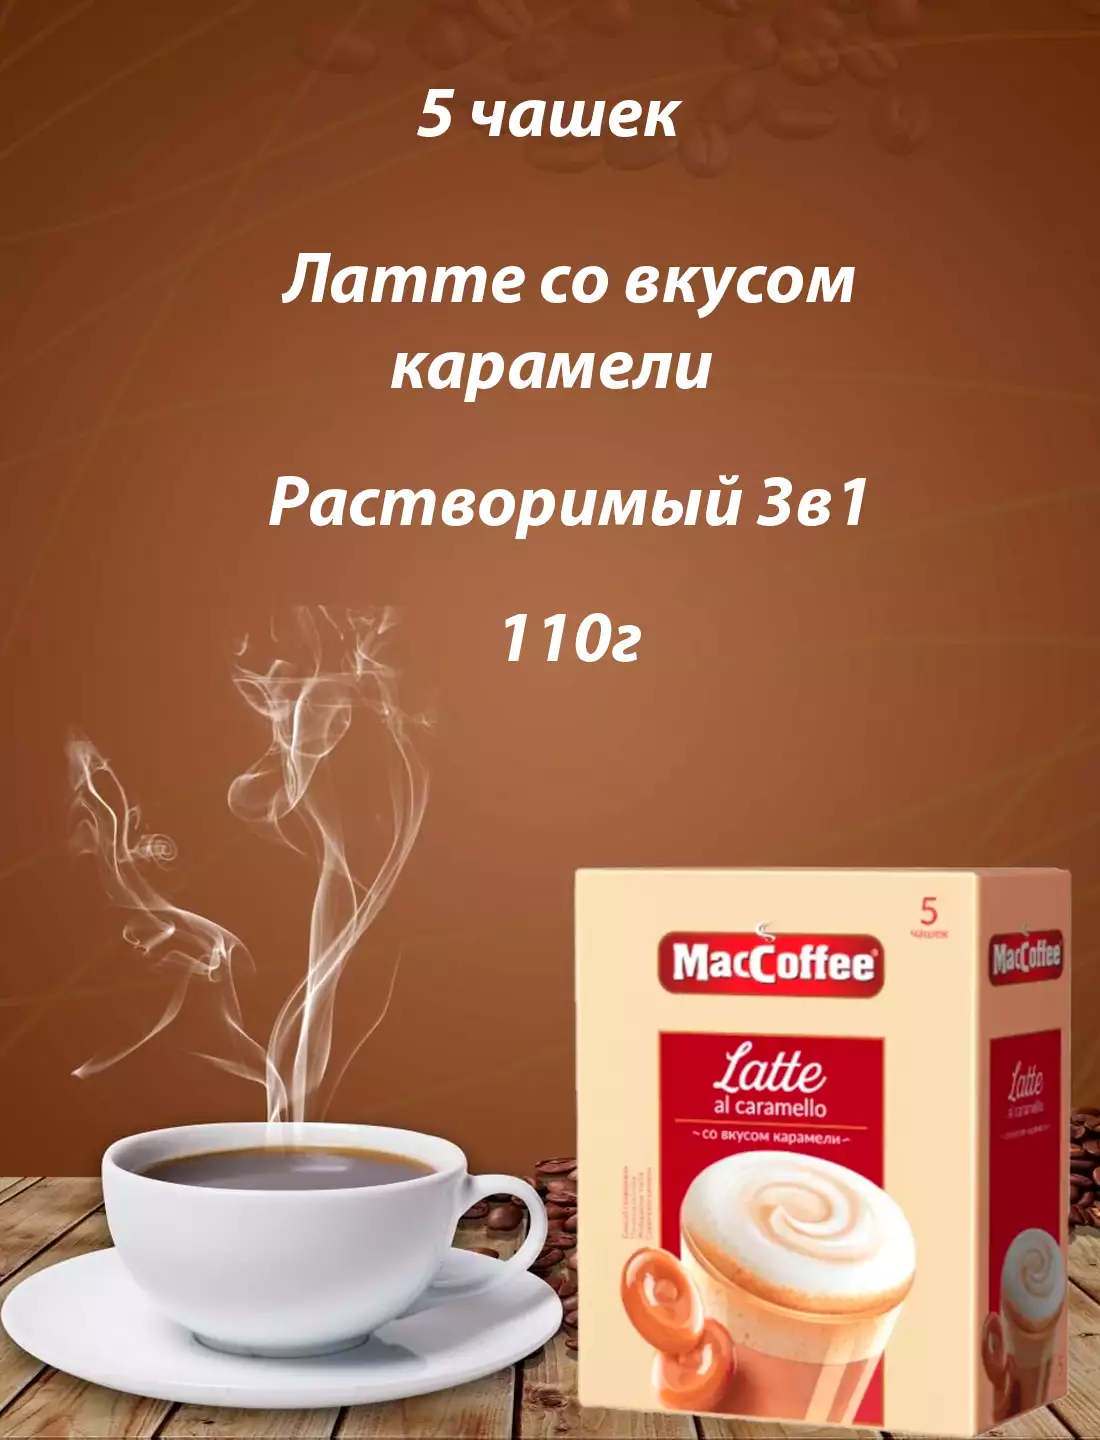 5 чашек
Латте со вкусом
карамели
Растворимый 3в1
110г
5
чашек
MacCoffee
MacCoffee
Latte
al caramello
со вкусом карамели
Latte
al caramello